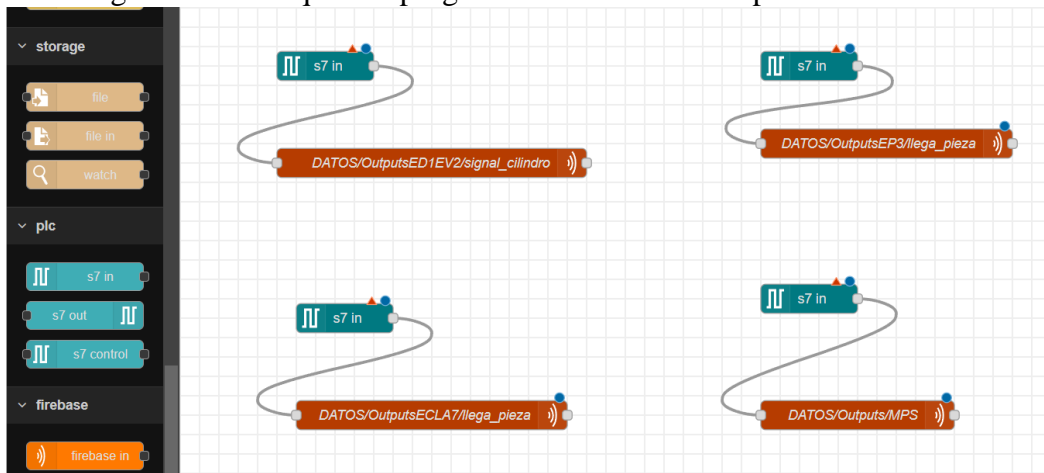 storage
file
file in
watch
plc
s7 in
s7 out
s7 control
firebase
firebase in
s7 in
DATOS/OutputsED1EV2/signal_cilindro
s7 in
DATOS/OutputsEP3/llega_pieza
s7 in
DATOS/OutputsECLA7/llega_pieza
s7 in
DATOS/Outputs/MPS